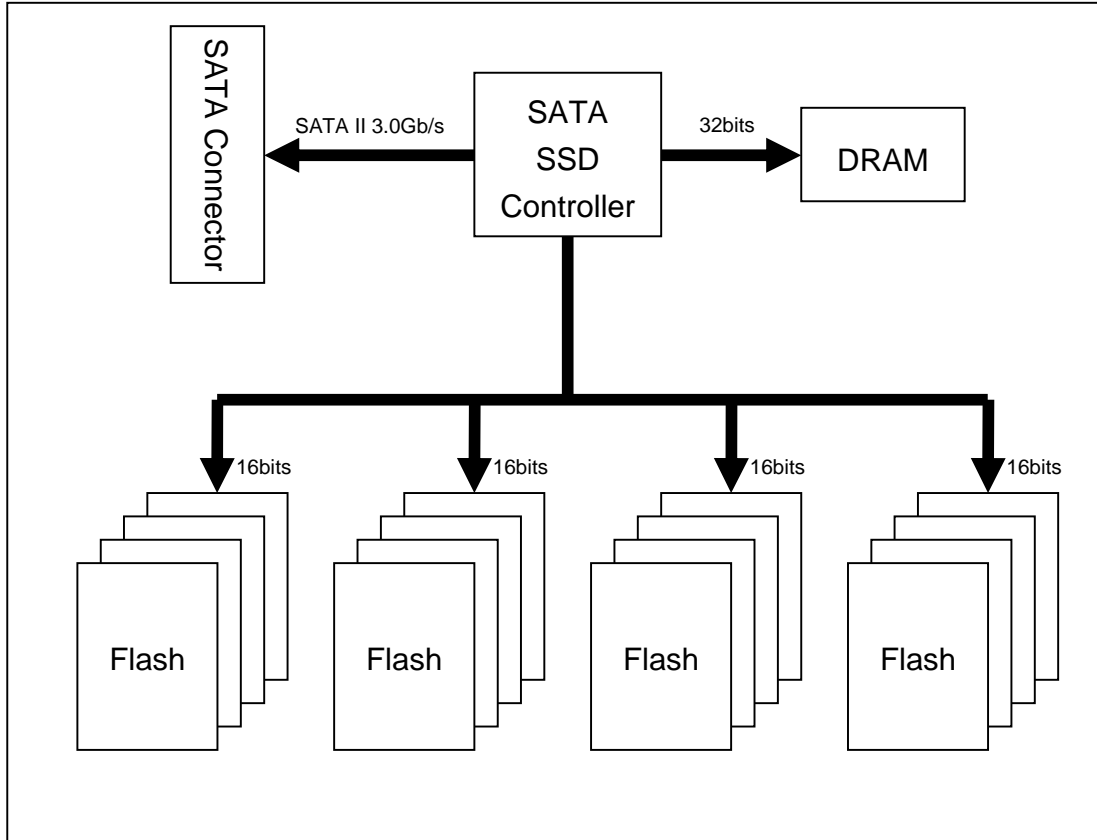 SATA Connector
SATA II 3.0Gb/s
SATA
SSD
Controller
32bits
DRAM
16bits
16bits
16bits
16bits
Flash
Flash
Flash
Flash